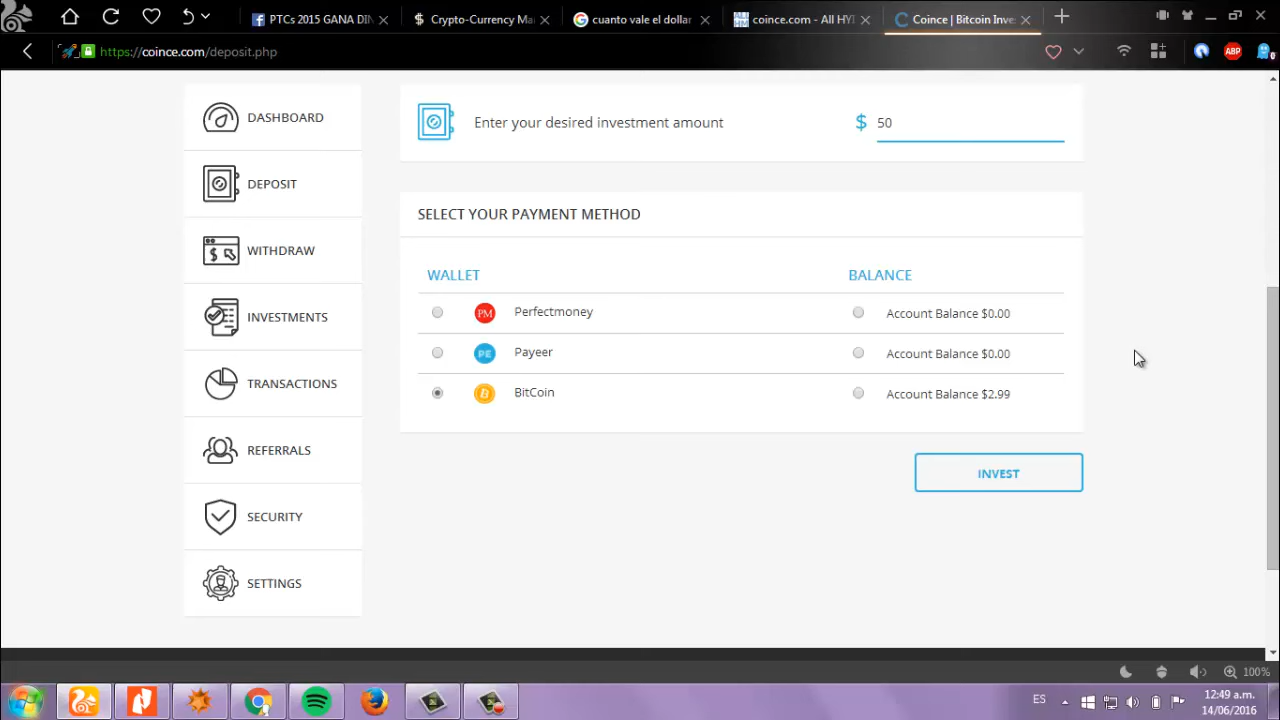 PTCs 2015 GANA DIN
$ Crypto-Currency Ma
cuanto vale el dollar
coince.com - All HYI
Coince | Bitcoin Inves
https://coince.com/deposit.php
ABP
0
DASHBOARD
DEPOSIT
WITHDRAW
INVESTMENTS
TRANSACTIONS
REFERRALS
SECURITY
SETTINGS
Enter your desired investment amount
$ 50
SELECT YOUR PAYMENT METHOD
WALLET
BALANCE
PM Perfectmoney
Account Balance $0.00
PE Payeer
Account Balance $0.00
BitCoin
Account Balance $2.99
INVEST
100%
ES
12:49 a.m.
14/06/2016